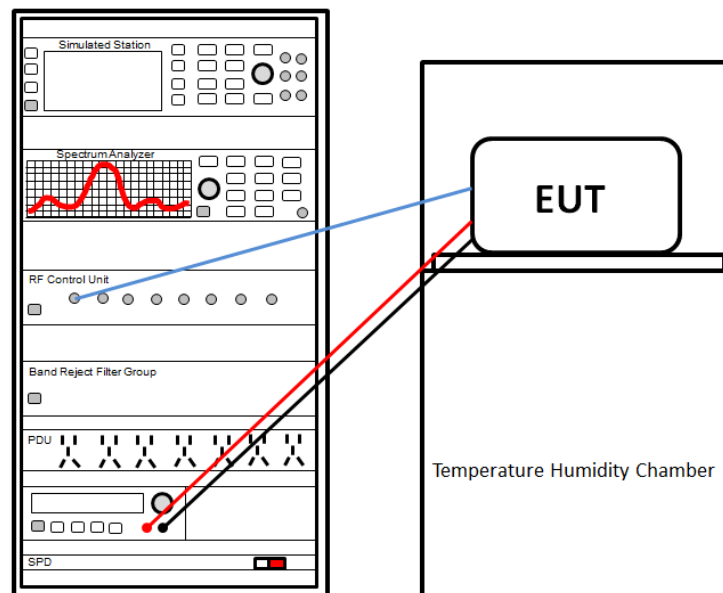 Simulated Station
Spectrum Analyzer
EUT
RF Control Unit
Band Reject Filter Group
PDU
Temperature Humidity Chamber
SPD